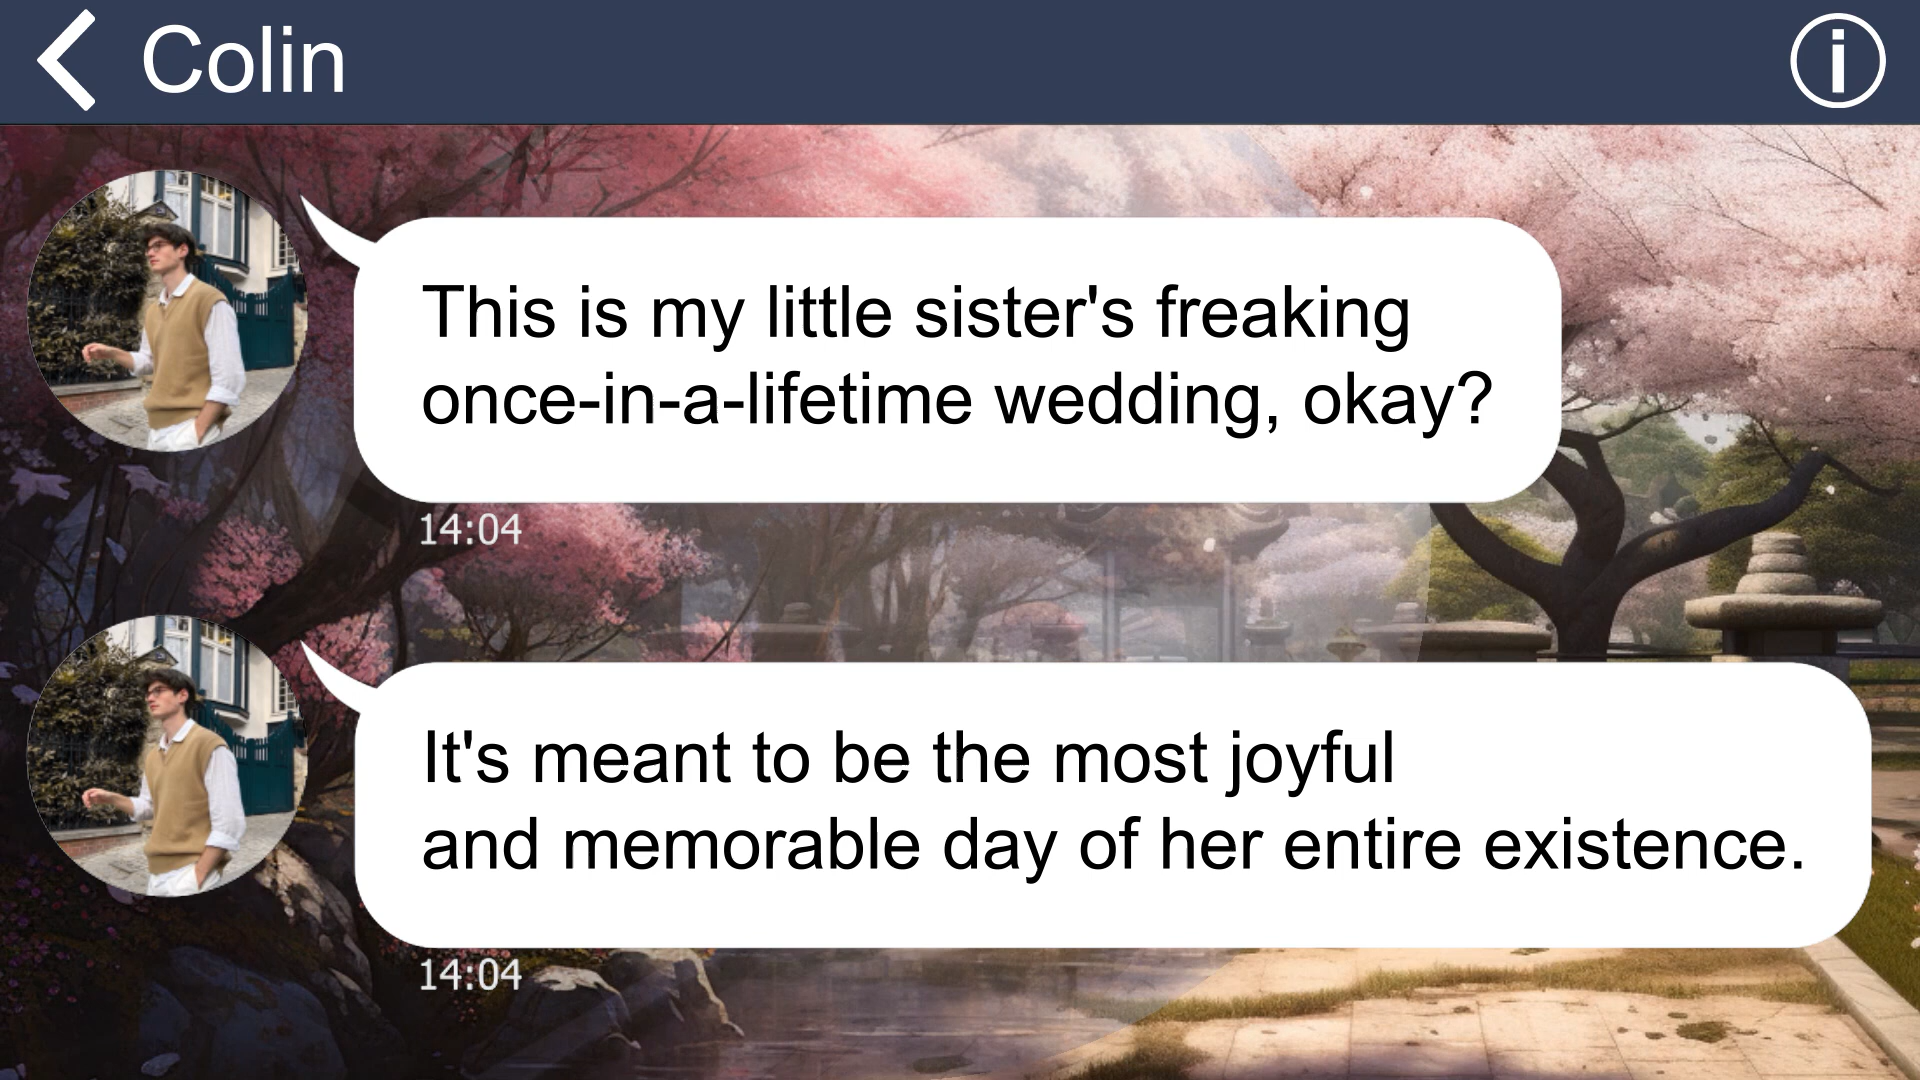 Colin
This is my little sister's freaking
once-in-a-lifetime wedding, okay?
14:04
It's meant to be the most joyful
and memorable day of her entire existence.
14:04